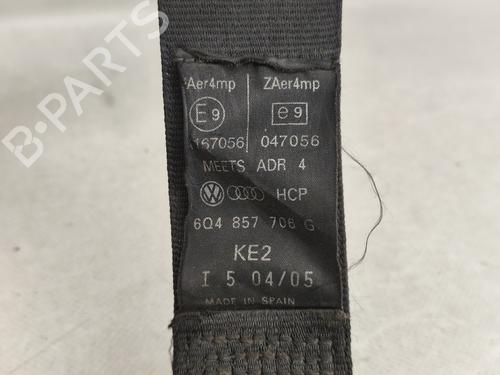 B-PARTS
Aer4mp ZAer4mp
E9 e9
167056 047056
MEETS ADR 4
VW HCP
6Q4 857 706 G
KE2
I 5 04/05
MADE IN SPAIN